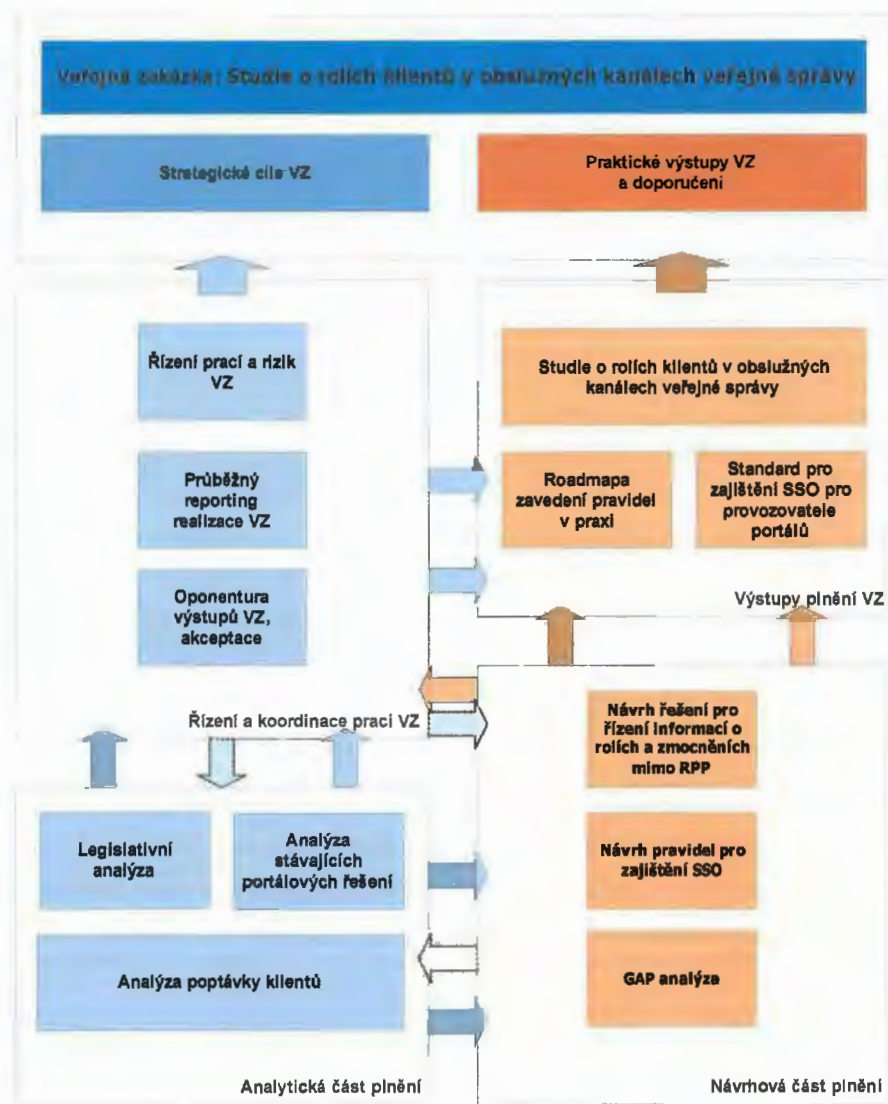 Veřejná zakázka: Studie o rolích klientů v obslužných kanálech veřejné správy
Strategické cíle VZ
Praktické výstupy VZ
a doporučení
Řízení prací a rizik
VZ
Studie o rolích klientů v obslužných
kanálech veřejné správy
Průběžný
reporting
realizace VZ
Roadmapa
zavedení pravidel
v praxi
Standard pro
zajištění SSO pro
provozovatele
portálů
Oponentura
výstupů VZ,
akceptace
Výstupy plnění VZ
Řízení a koordinace prací VZ
Návrh řešení pro
řízení informací o
rolích a zmocněních
mimo RPP
Legislativní
analýza
Analýza
stávajících
portálových řešení
Návrh pravidel pro
zajištění SSO
Analýza poptávky klientů
GAP analýza
Analytická část plnění
Návrhová část plnění